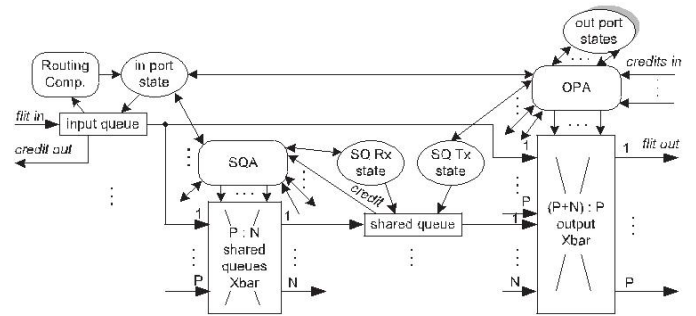 out port
states
Routing
Comp.
in port
state
credits in
OPA
flit in
input queue
credit out
SQA
SQ Rx
state
SQ Tx
state
1
1
flit out
credit
P
1
1
shared queue
1
P : N
shared
queues
Xbar
(P+N) : P
output
Xbar
P
N
N
P